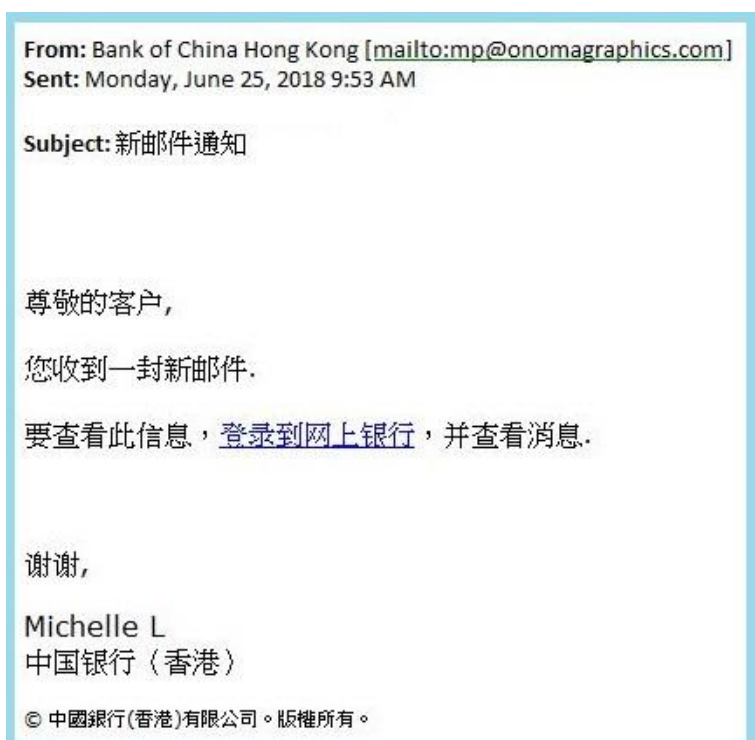 From: Bank of China Hong Kong [mailto:mp@onomagraphics.com]
Sent: Monday, June 25, 2018 9:53 AM
Subject: 新邮件通知
尊敬的客户,
您收到一封新邮件.
要查看此信息，登录到网上银行，并查看消息.
谢谢,
Michelle L
中国银行（香港）
© 中國銀行(香港)有限公司。版權所有。